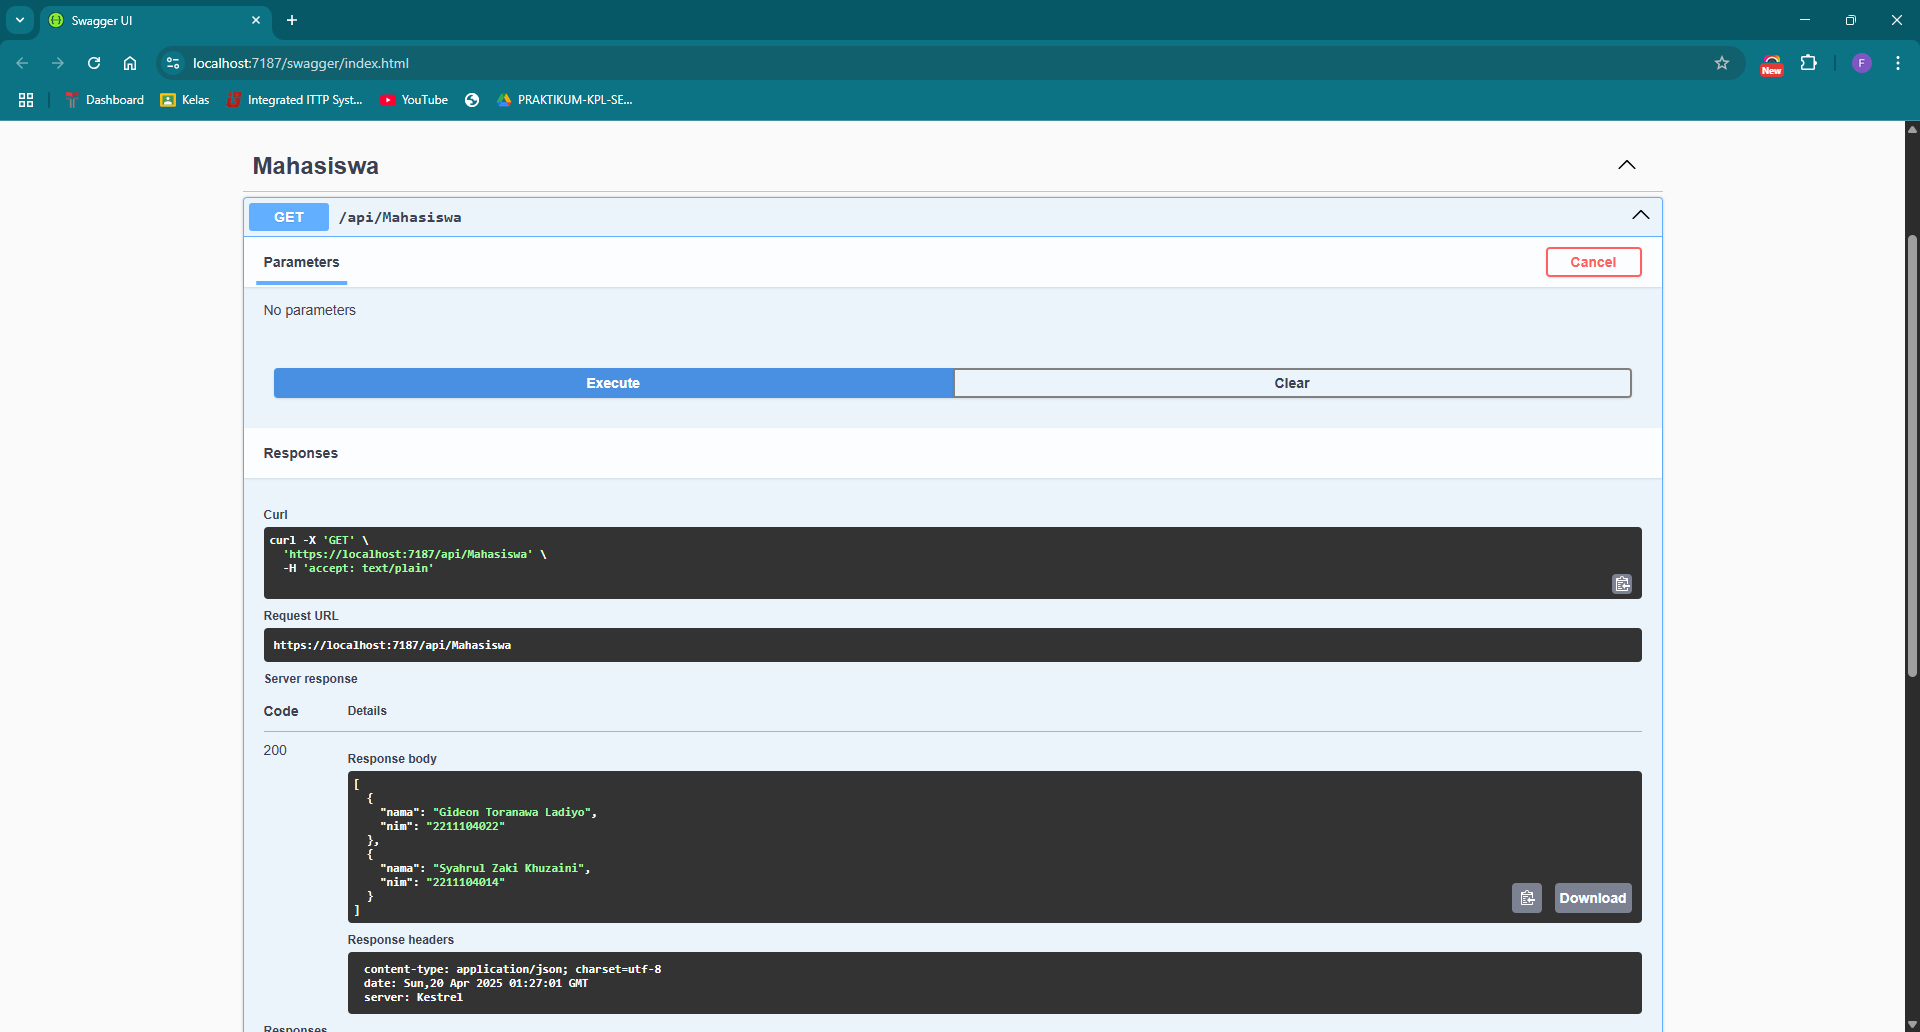 Swagger UI
localhost:7187/swagger/index.html
New
F
Dashboard
Kelas
Integrated ITTP Syst...
YouTube
PRAKTIKUM-KPL-SE...
Mahasiswa
GET /api/Mahasiswa
Parameters
Cancel
No parameters
Execute
Clear
Responses
Curl
curl -X 'GET' \
'https://localhost:7187/api/Mahasiswa' \
-H 'accept: text/plain'
Request URL
https://localhost:7187/api/Mahasiswa
Server response
Code Details
200
Response body
[
{
"nama": "Gideon Toranawa Ladiyo",
"nim": "2211104022"
},
{
"nama": "Syahrul Zaki Khuzaini",
"nim": "2211104014"
}
]
Download
Response headers
content-type: application/json; charset=utf-8
date: Sun,20 Apr 2025 01:27:01 GMT
server: Kestrel
Responses